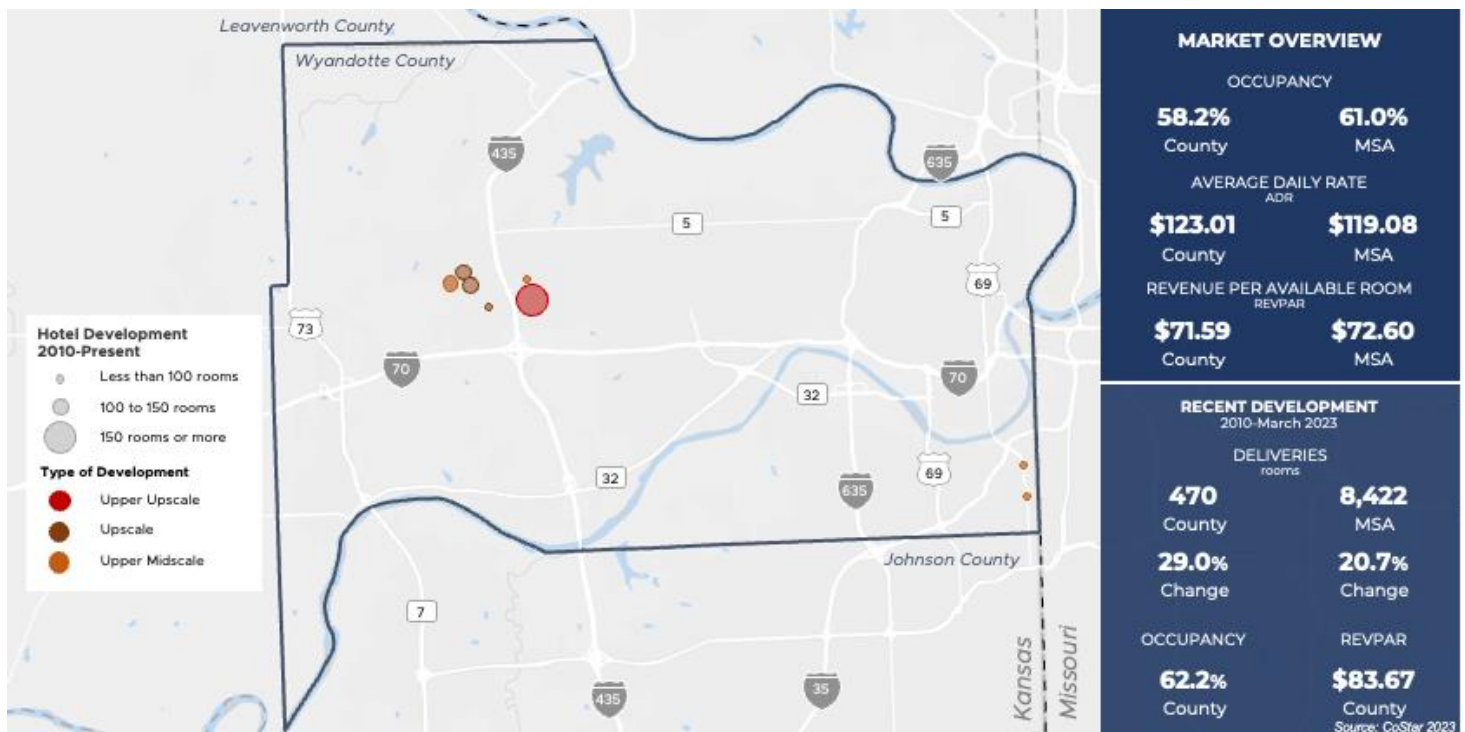 Leavenworth County
Wyandotte County
435
635
5
5
69
73
70
70
32
32
69
635
Johnson County
7
435
35
Kansas
Missouri
Hotel Development
2010-Present
Less than 100 rooms
100 to 150 rooms
150 rooms or more
Type of Development
Upper Upscale
Upscale
Upper Midscale
MARKET OVERVIEW
OCCUPANCY
58.2% 61.0%
County MSA
AVERAGE DAILY RATE
ADR
$123.01 $119.08
County MSA
REVENUE PER AVAILABLE ROOM
REVPAR
$71.59 $72.60
County MSA
RECENT DEVELOPMENT
2010-March 2023
DELIVERIES
rooms
470 8,422
County MSA
29.0% 20.7%
Change Change
OCCUPANCY REVPAR
62.2% $83.67
County County
Source: CoStar 2023